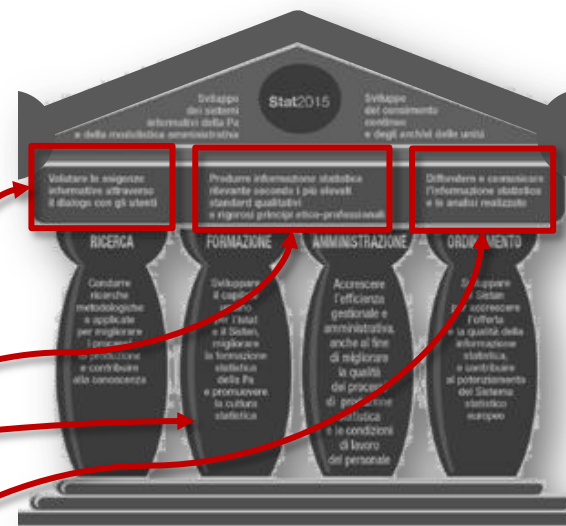 Sviluppo
dei sistemi
informativi della Pa
e della modulistica amministrativa
Stat2015
Sviluppo
del censimento
continuo
e degli archivi delle unità
Valutare le esigenze
informative attraverso
il dialogo con gli utenti
Produrre informazione statistica
rilevante secondo i più elevati
standard qualitativi
e rigorosi principi etico-professionali
Diffondere e comunicare
l'informazione statistica
e le analisi realizzate
RICERCA
Condurre
ricerche
metodologiche
e applicate
per migliorare
i processi
di produzione
e contribuire
alla conoscenza
FORMAZIONE
Sviluppare
il capitale
per l'Istat
e il Sistan,
migliorare
la formazione
statistica
della Pa
e promuovere
la cultura
statistica
AMMINISTRAZIONE
Accrescere
l'efficienza
gestionale e
amministrativa,
anche al fine
di migliorare
la qualità
dei processi
di produzione
statistica
e le condizioni
di lavoro
del personale
ORDINAMENTO
Sviluppare
il Sistan
per accrescere
l'offerta
e la qualità della
informazione
statistica,
e contribuire
al potenziamento
del Sistema
statistico
europeo